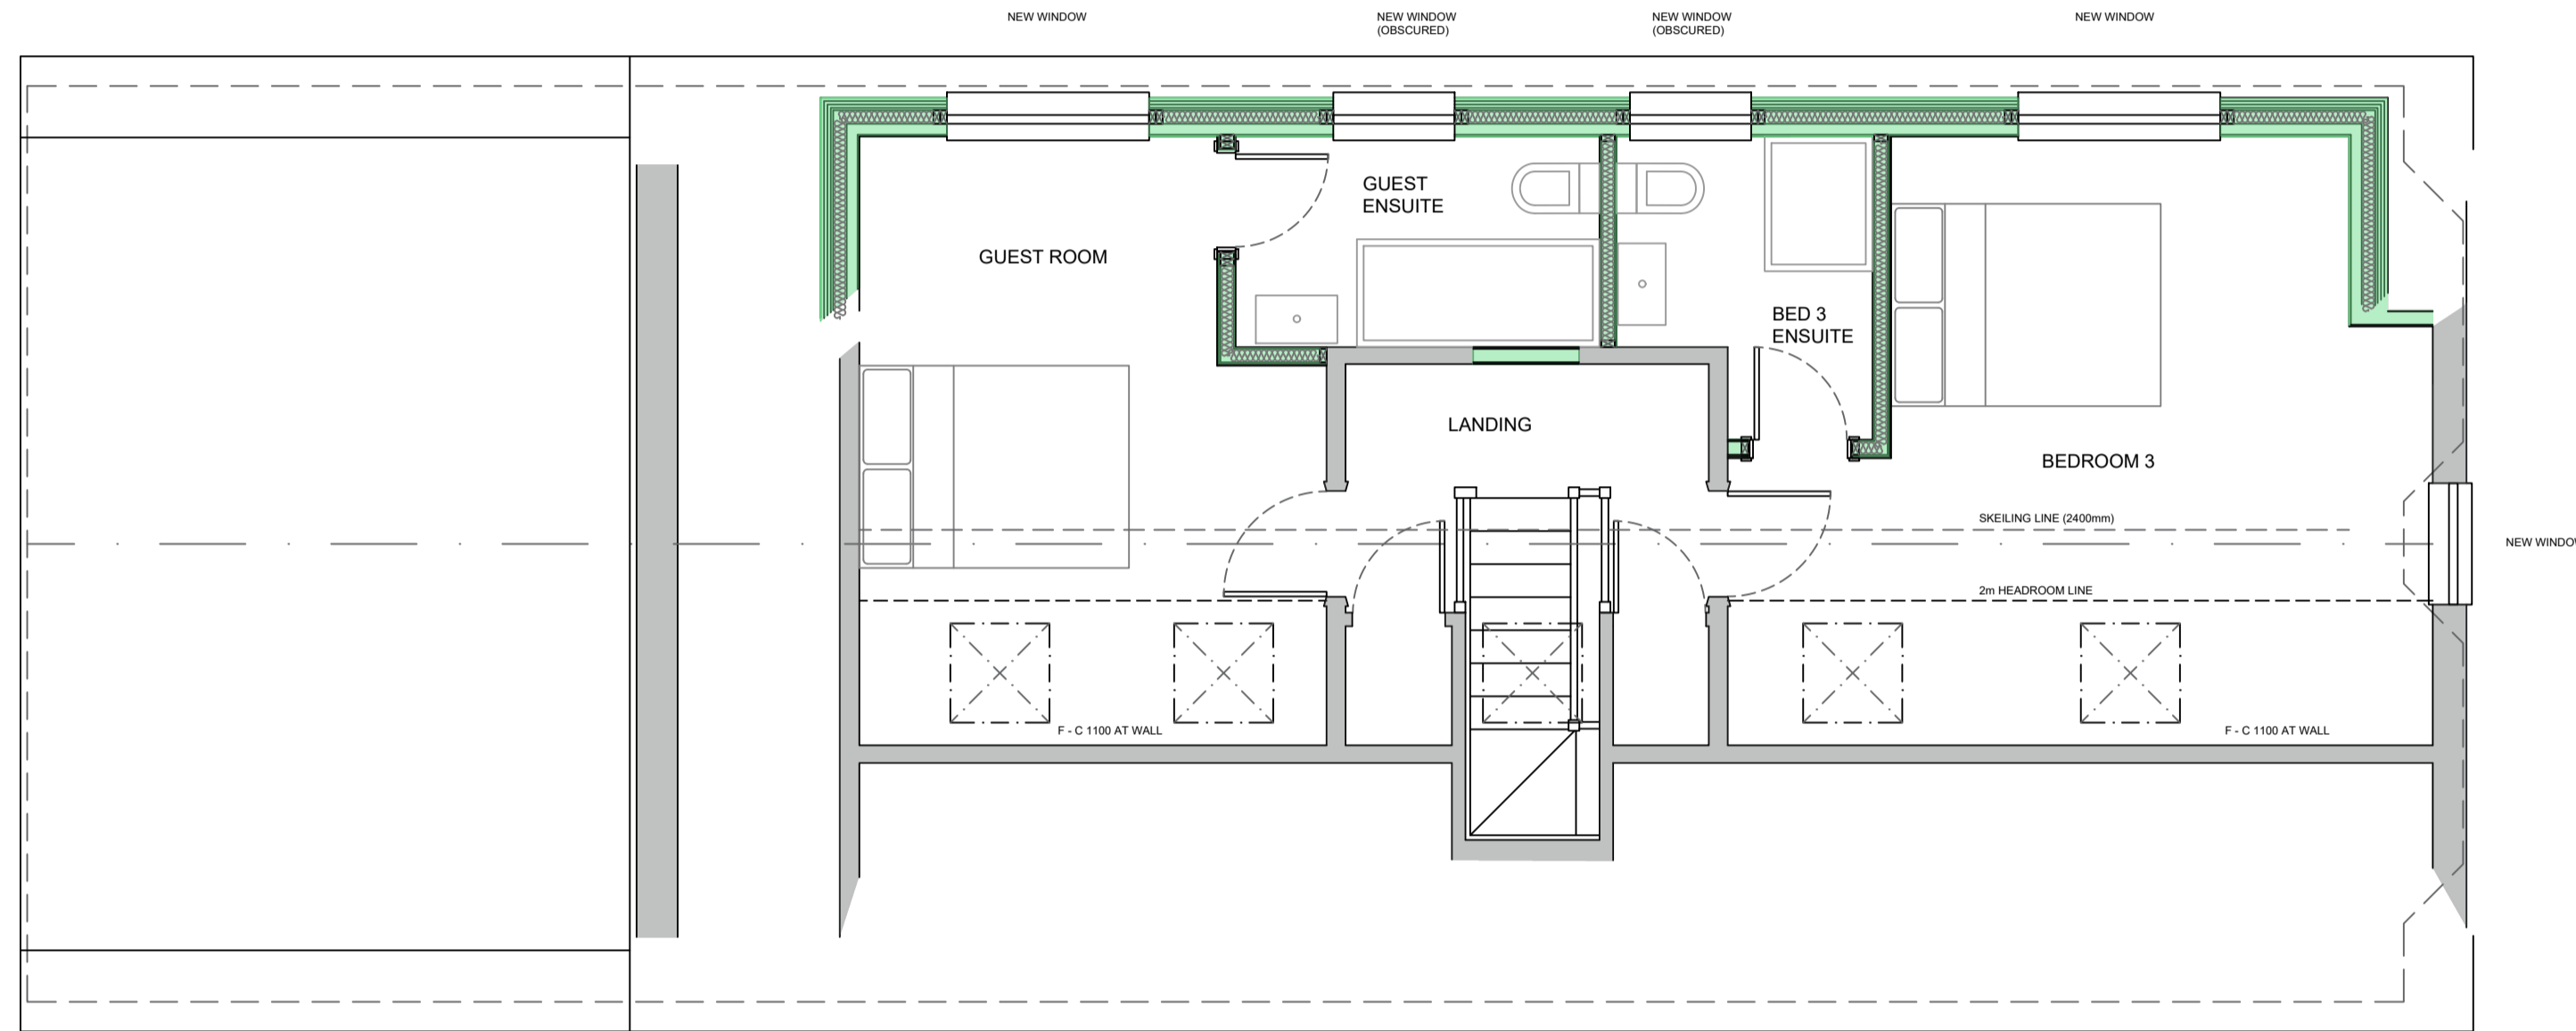 NEW WINDOW
NEW WINDOW
(OBSCURED)
NEW WINDOW
(OBSCURED)
NEW WINDOW
GUEST
ENSUITE
GUEST ROOM
BED 3
ENSUITE
LANDING
BEDROOM 3
SKEILING LINE (2400mm)
NEW WINDOW
2m HEADROOM LINE
F - C 1100 AT WALL
F - C 1100 AT WALL